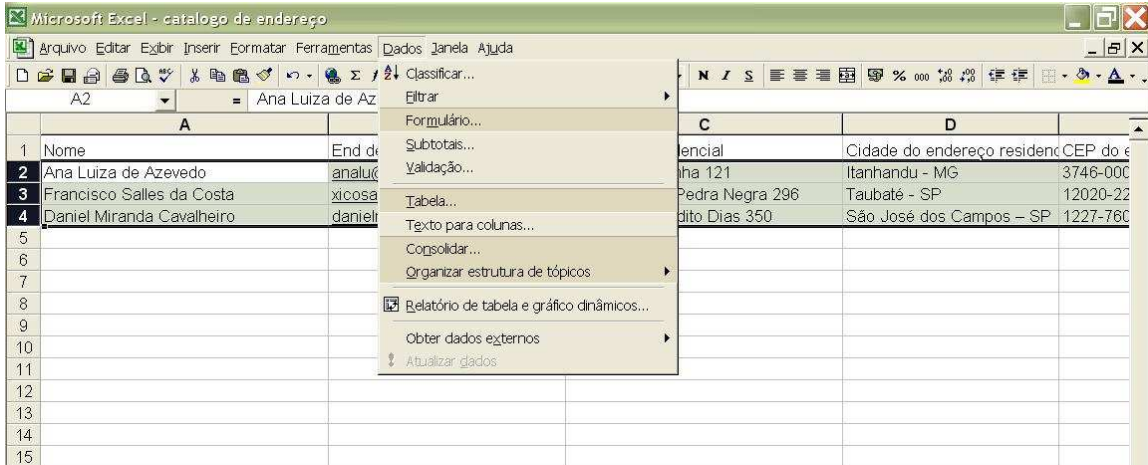 Microsoft Excel - catalogo de endereço
Arquivo Editar Exibir Inserir Formatar Ferramentas Dados Janela Ajuda
N I S % 000
A2 = Ana Luiza de Az
Classificar...
Filtrar
Formulário...
Subtotais...
Validação...
Tabela...
Texto para colunas...
Consolidar...
Organizar estrutura de tópicos
Relatório de tabela e gráfico dinâmicos...
Obter dados externos
Atualizar dados
A C D
1 Nome End de encial Cidade do endereço residenc CEP do e
2 Ana Luiza de Azevedo analu@ nha 121 Itanhandu - MG 3746-000
3 Francisco Salles da Costa xicosa Pedra Negra 296 Taubaté - SP 12020-22
4 Daniel Miranda Cavalheiro danielr dito Dias 350 São José dos Campos – SP 1227-760
5
6
7
8
9
10
11
12
13
14
15